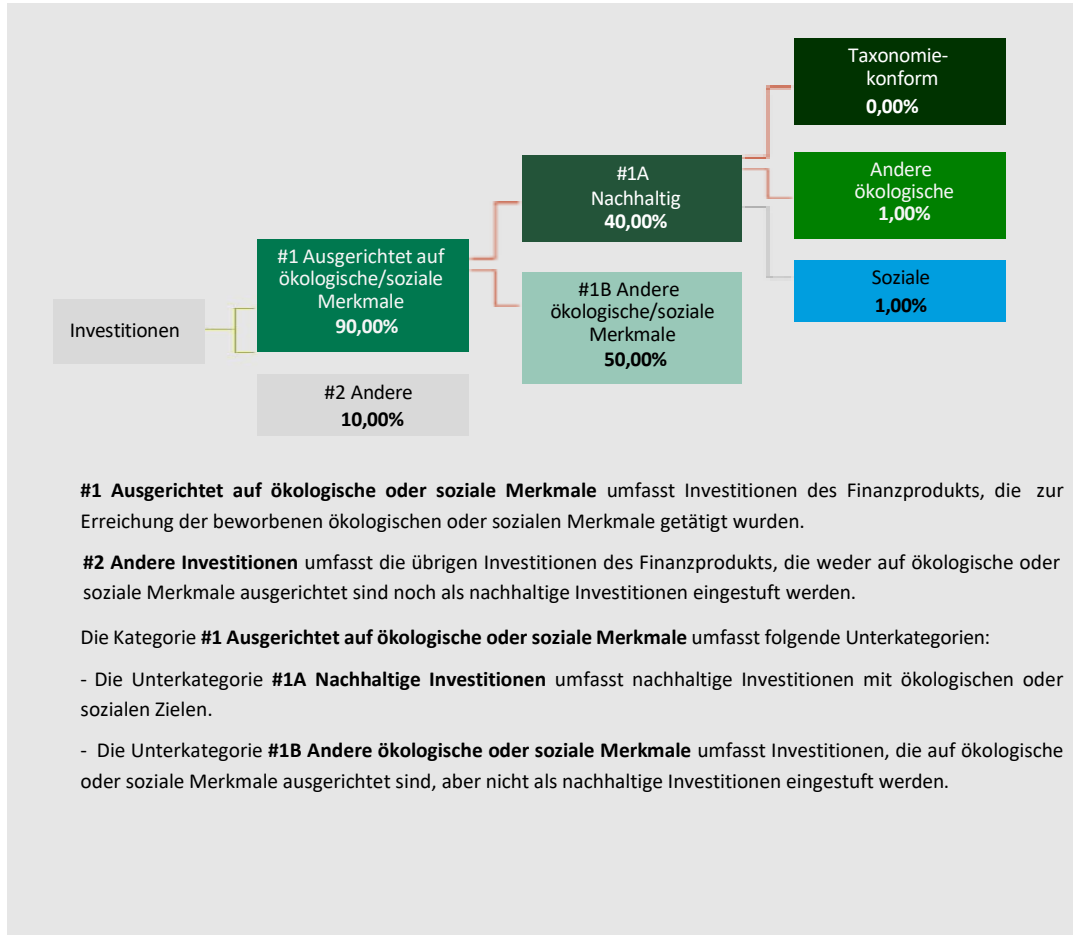 Taxonomie-
konform
0,00%
#1A
Nachhaltig
40,00%
Andere
ökologische
1,00%
#1 Ausgerichtet auf
ökologische/soziale
Merkmale
90,00%
Soziale
1,00%
#1B Andere
ökologische/soziale
Merkmale
50,00%
Investitionen
#2 Andere
10,00%
#1 Ausgerichtet auf ökologische oder soziale Merkmale umfasst Investitionen des Finanzprodukts, die zur
Erreichung der beworbenen ökologischen oder sozialen Merkmale getätigt wurden.
#2 Andere Investitionen umfasst die übrigen Investitionen des Finanzprodukts, die weder auf ökologische oder
soziale Merkmale ausgerichtet sind noch als nachhaltige Investitionen eingestuft werden.
Die Kategorie #1 Ausgerichtet auf ökologische oder soziale Merkmale umfasst folgende Unterkategorien:
- Die Unterkategorie #1A Nachhaltige Investitionen umfasst nachhaltige Investitionen mit ökologischen oder
sozialen Zielen.
- Die Unterkategorie #1B Andere ökologische oder soziale Merkmale umfasst Investitionen, die auf ökologische
oder soziale Merkmale ausgerichtet sind, aber nicht als nachhaltige Investitionen eingestuft werden.